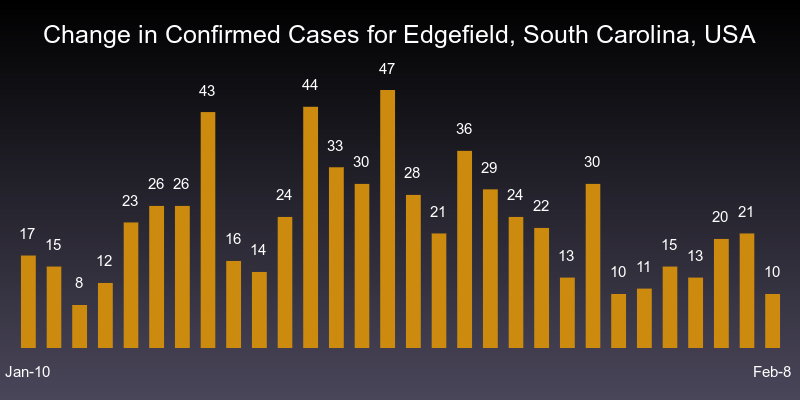 Change in Confirmed Cases for Edgefield, South Carolina, USA
17 15 8 12 23 26 26 43 16 14 24 44 33 30 47 28 21 36 29 24 22 13 30 10 11 15 13 20 21 10
Jan-10 Feb-8